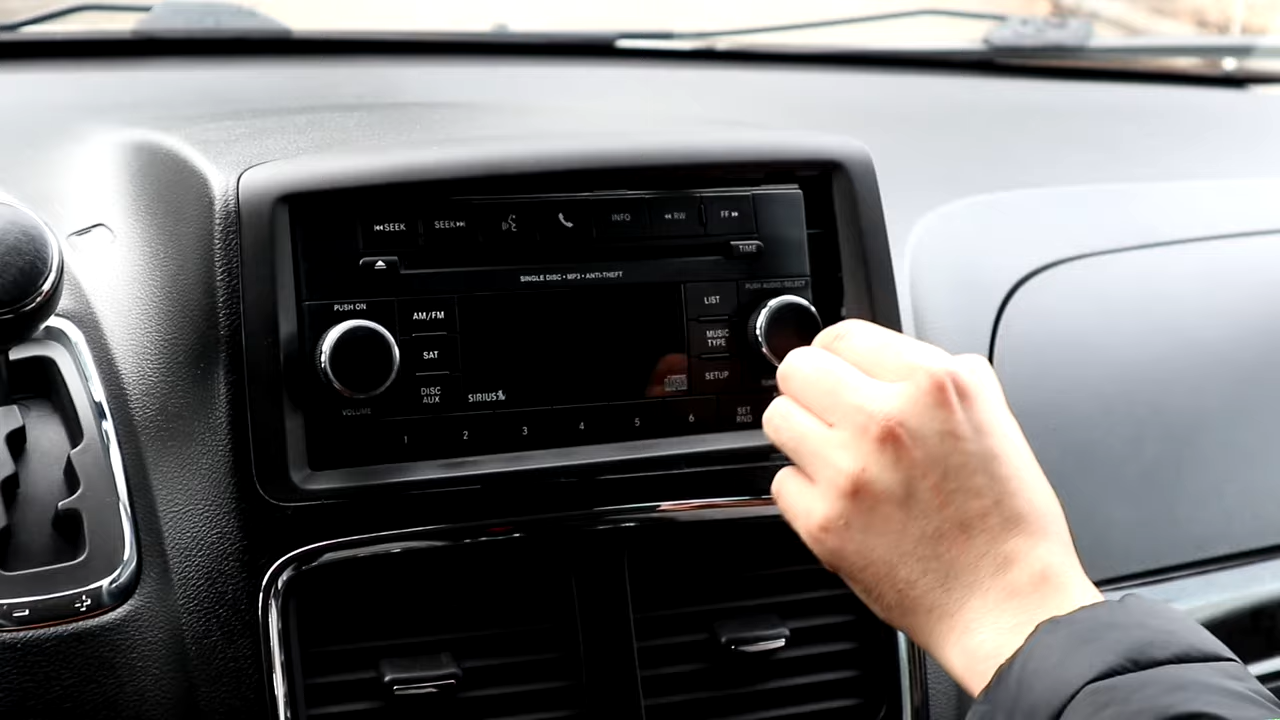 SEEK
SEEK
INFO
RW
FF
TIME
SINGLE DISC • MP3 • ANTI-THEFT
PUSH ON
AM/FM
SAT
DISC
AUX
VOLUME
SIRIUS
LIST
MUSIC
TYPE
SETUP
PUSH AUDIO/SELECT
SET
RND
1
2
3
4
5
6